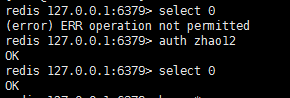 redis 127.0.0.1:6379> select 0
(error) ERR operation not permitted
redis 127.0.0.1:6379> auth zhao12
OK
redis 127.0.0.1:6379> select 0
OK